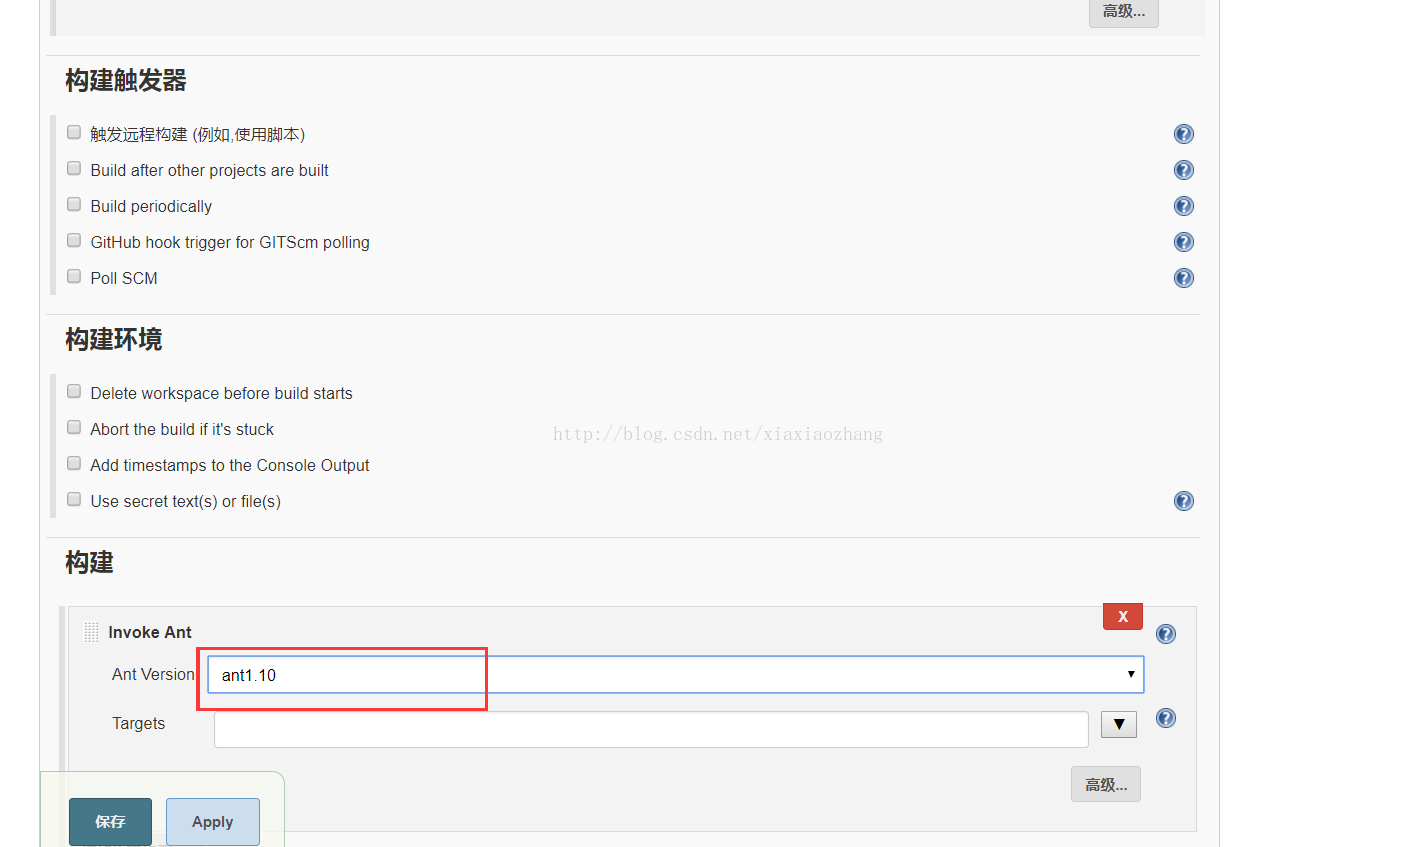 高级...
构建触发器
触发远程构建 (例如,使用脚本)
Build after other projects are built
Build periodically
GitHub hook trigger for GITScm polling
Poll SCM
构建环境
Delete workspace before build starts
Abort the build if it's stuck
http://blog.csdn.net/xiaxiaozhang
Add timestamps to the Console Output
Use secret text(s) or file(s)
构建
X
Invoke Ant
Ant Version
ant1.10
Targets
高级...
保存
Apply